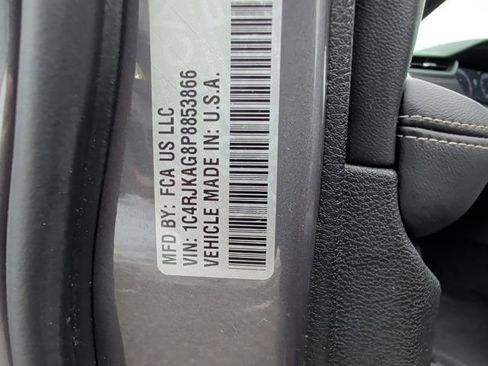 MFD BY: FCA US LLC
VIN: 1C4RJKAG8P8853866
VEHICLE MADE IN: U.S.A.